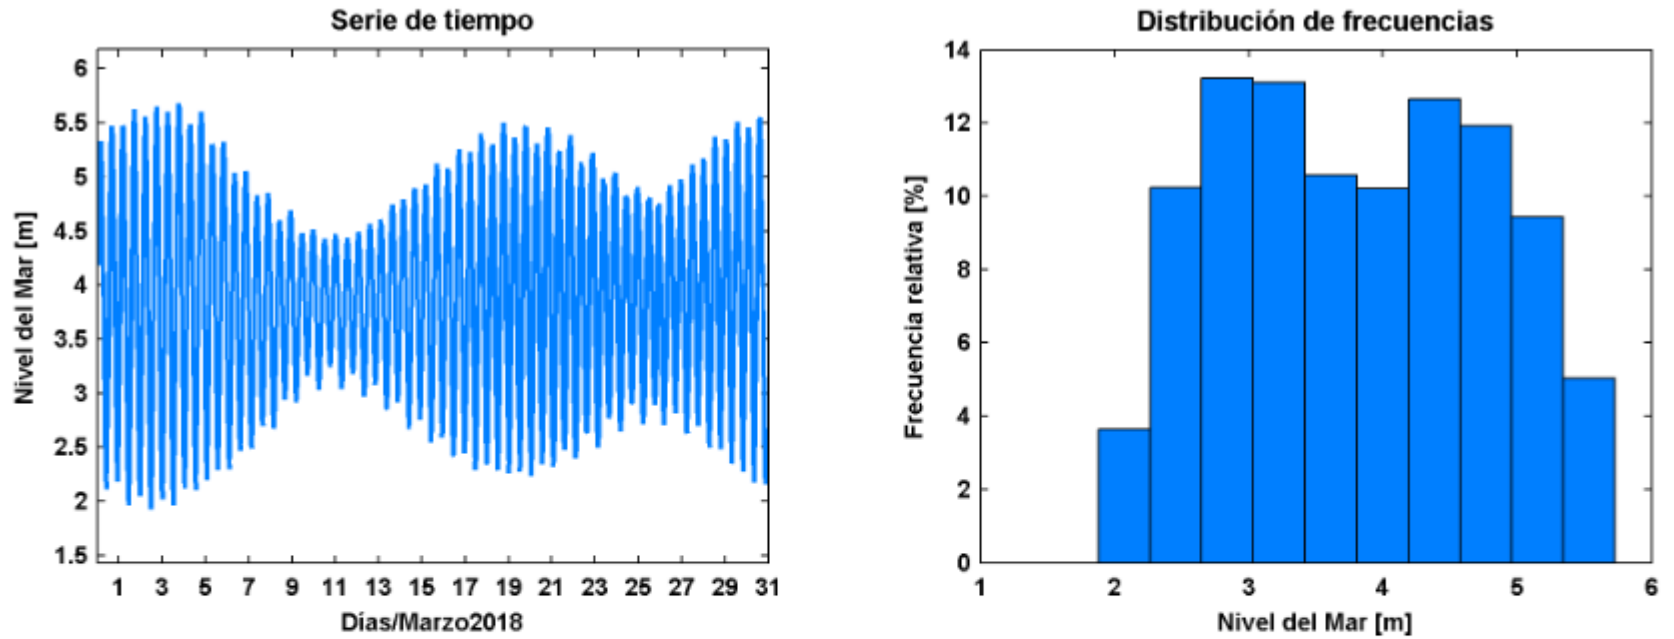 Serie de tiempo
Nivel del Mar [m]
6
5.5
5
4.5
4
3.5
3
2.5
2
1.5
1 3 5 7 9 11 13 15 17 19 21 23 25 27 29 31
Días/Marzo2018
Distribución de frecuencias
Frecuencia relativa [%]
14
12
10
8
6
4
2
0
1 2 3 4 5 6
Nivel del Mar [m]